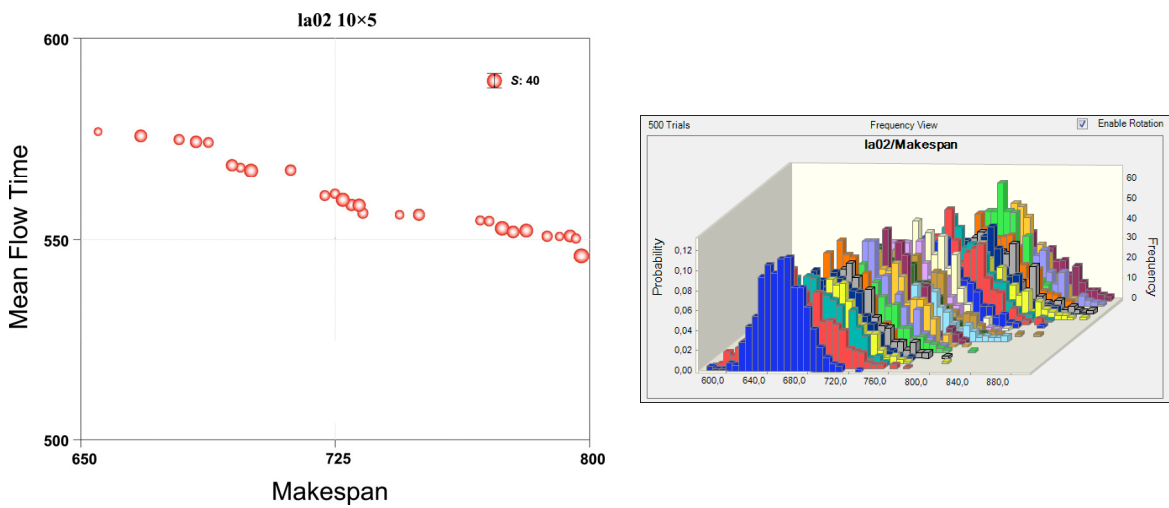 la02 10×5
600
550
500
Mean Flow Time
S: 40
650
725
800
Makespan
500 Trials
Frequency View
Enable Rotation
la02/Makespan
Probability
0,12
0,10
0,08
0,06
0,04
0,02
0,00
600,0
640,0
680,0
720,0
760,0
800,0
840,0
880,0
60
50
40
30
20
10
0
Frequency